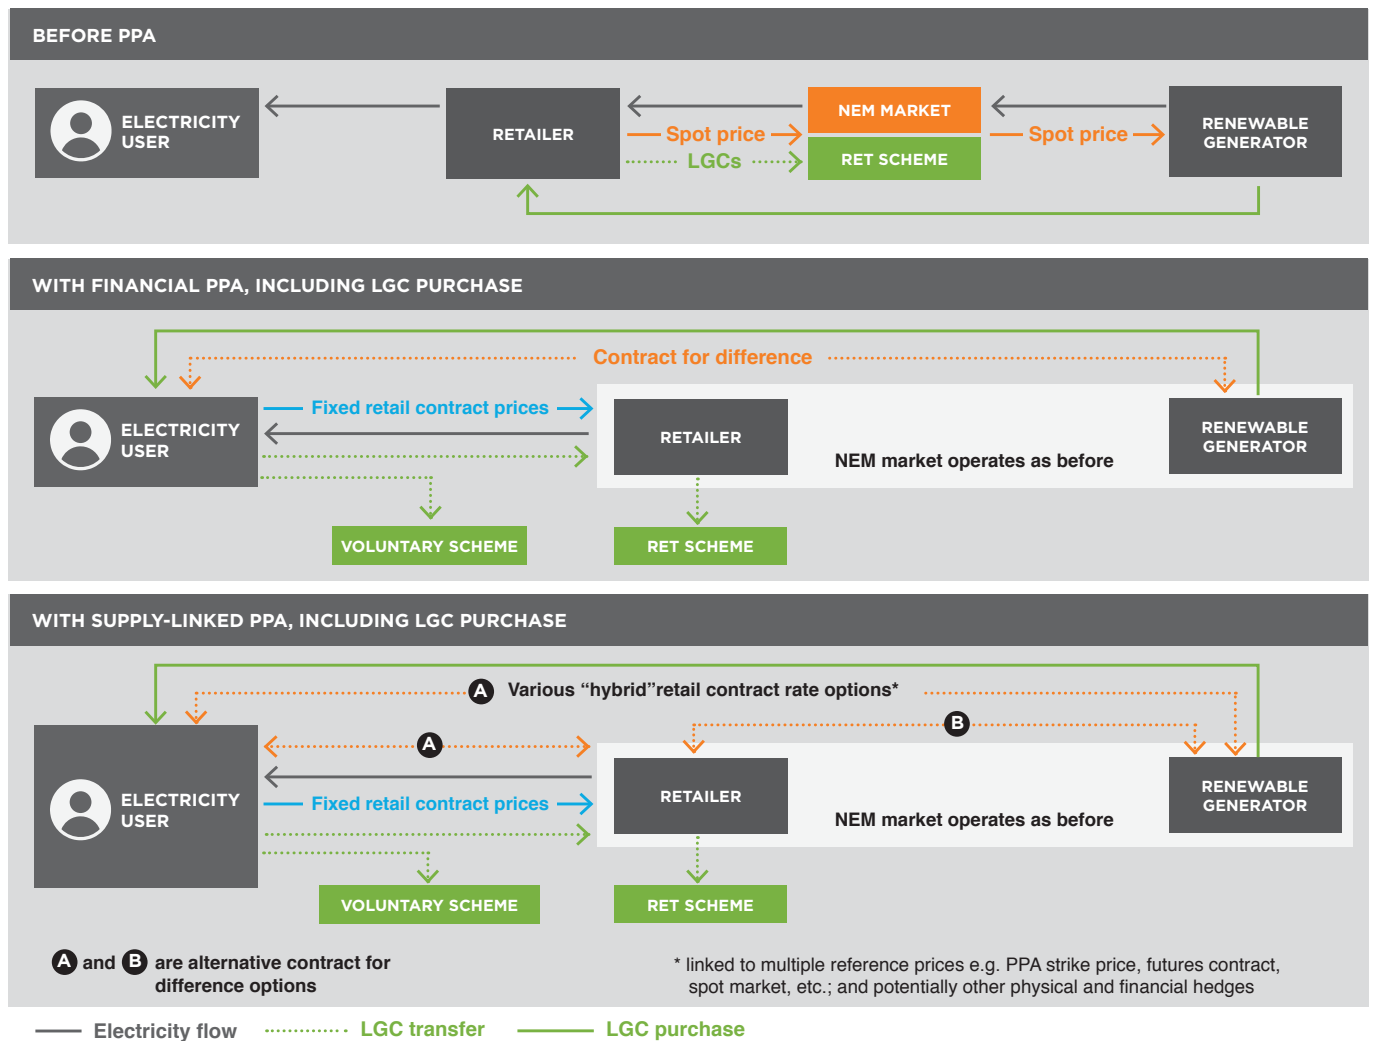 BEFORE PPA
ELECTRICITY
USER
RETAILER
Spot price
LGCs
NEM MARKET
RET SCHEME
Spot price
RENEWABLE
GENERATOR
WITH FINANCIAL PPA, INCLUDING LGC PURCHASE
Contract for difference
ELECTRICITY
USER
Fixed retail contract prices
RETAILER
NEM market operates as before
RENEWABLE
GENERATOR
VOLUNTARY SCHEME
RET SCHEME
WITH SUPPLY-LINKED PPA, INCLUDING LGC PURCHASE
A Various “hybrid”retail contract rate options*
B
A
ELECTRICITY
USER
Fixed retail contract prices
RETAILER
NEM market operates as before
RENEWABLE
GENERATOR
VOLUNTARY SCHEME
RET SCHEME
A and B are alternative contract for
difference options
* linked to multiple reference prices e.g. PPA strike price, futures contract,
spot market, etc.; and potentially other physical and financial hedges
Electricity flow
LGC transfer
LGC purchase